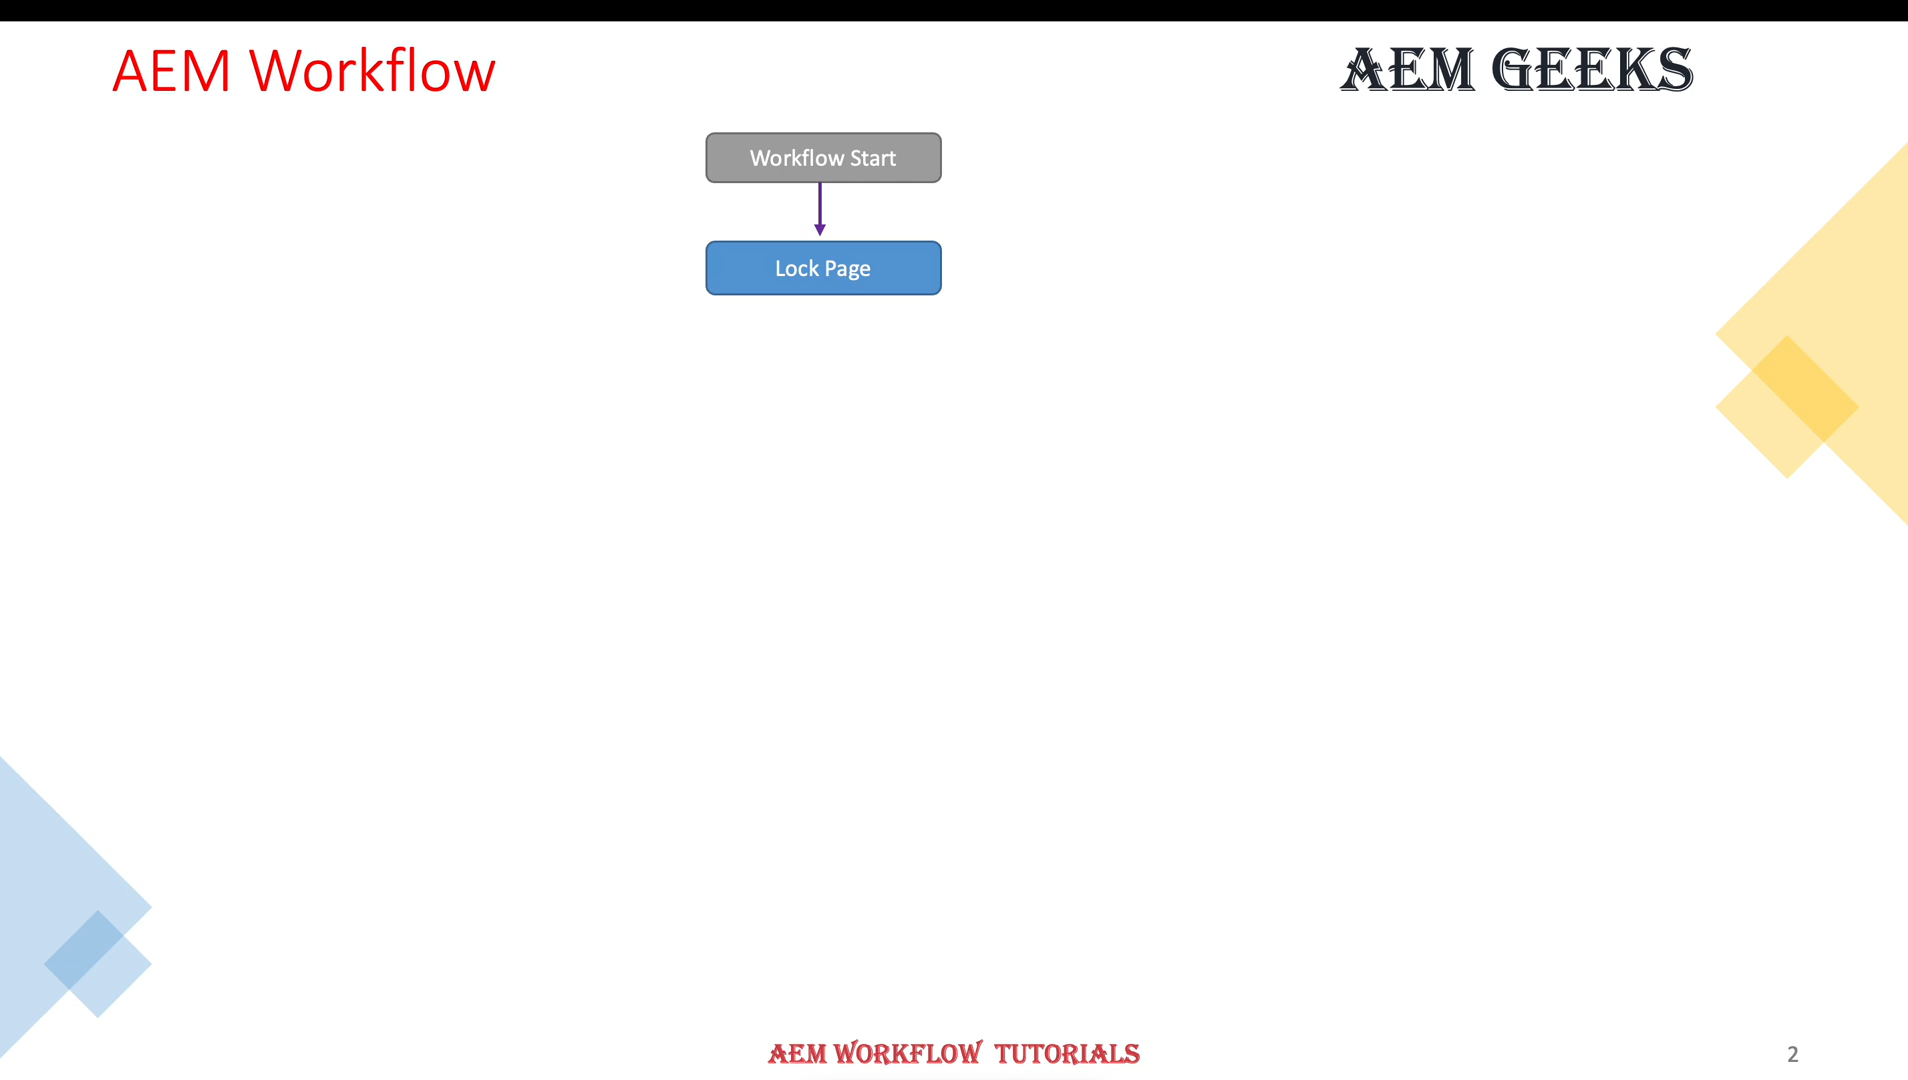 AEM Workflow
AEM GEEKS
Workflow Start
Lock Page
AEM WORKFLOW TUTORIALS
2